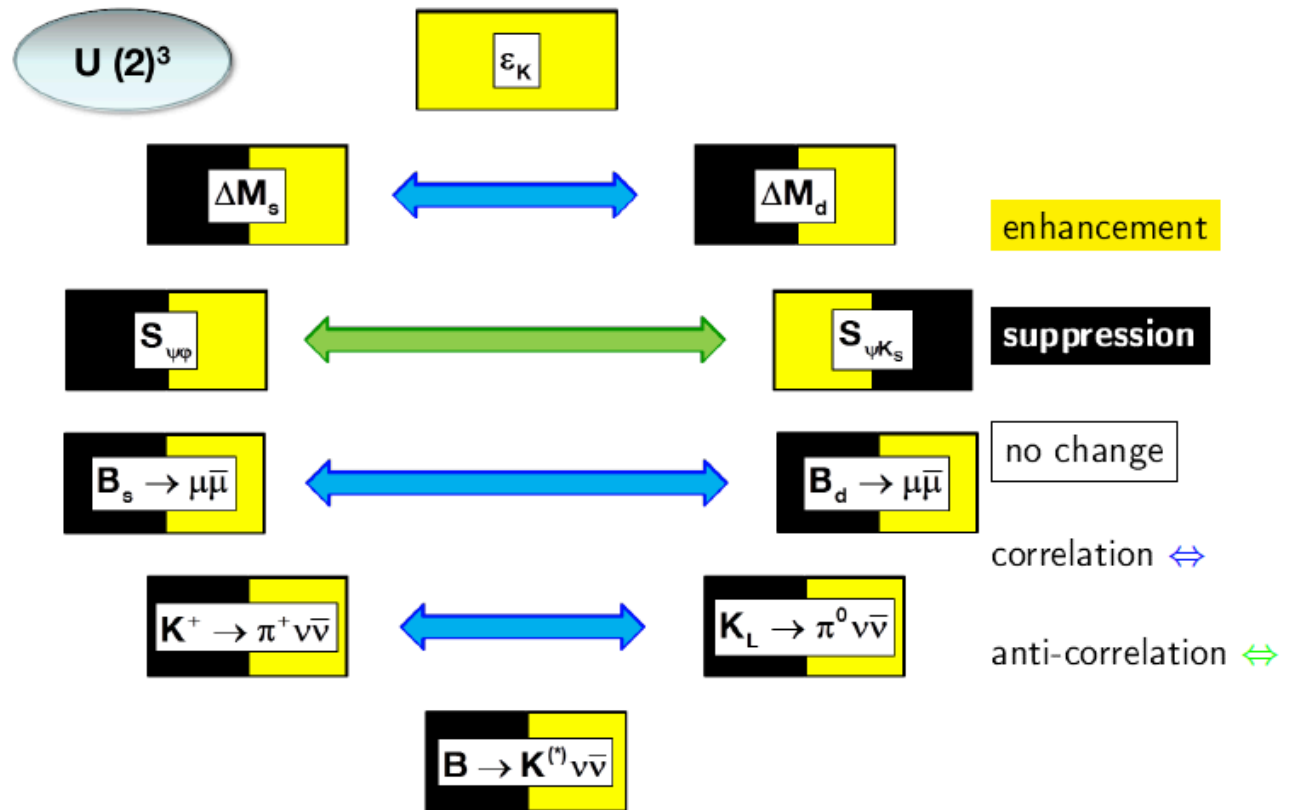 U (2)³
ε_K
ΔM_s
ΔM_d
enhancement
S_ψφ
S_ψK_s
suppression
B_s → μμ̅
B_d → μμ̅
no change
correlation ⇔
K⁺ → π⁺νν̅
K_L → π⁰νν̅
anti-correlation ⇔
B → K⁽*⁾νν̅